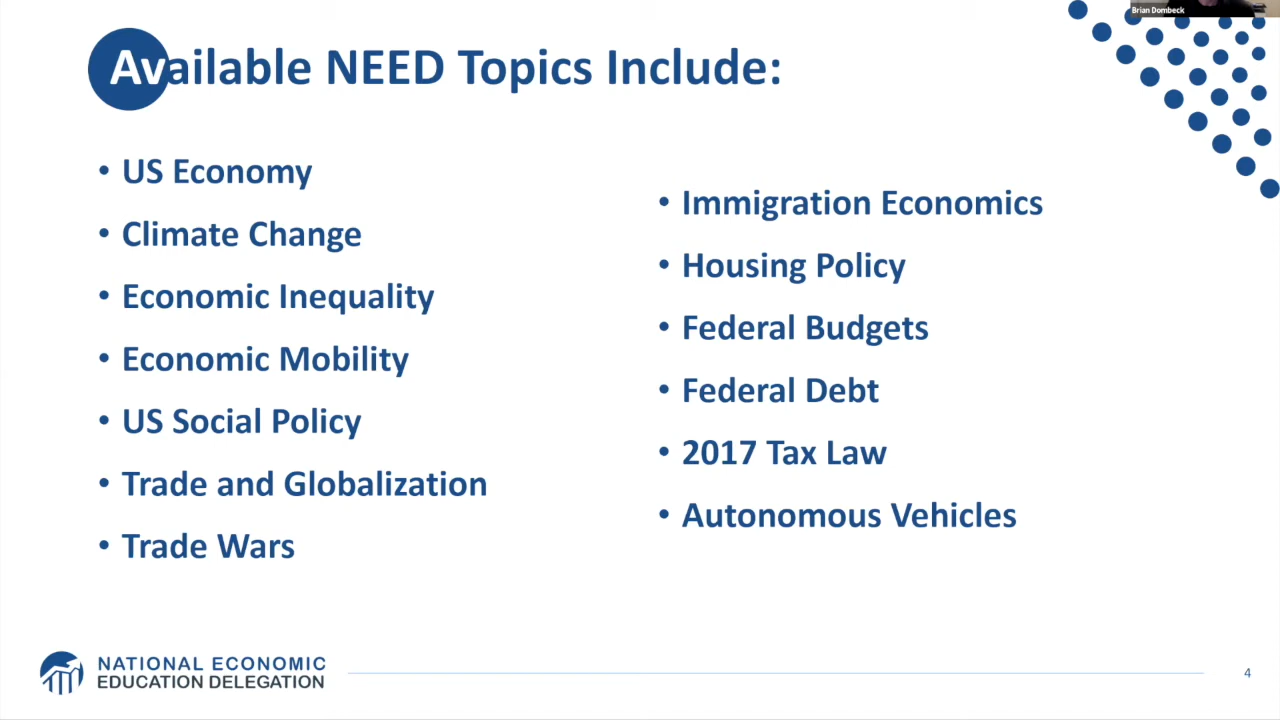 Brian Dombeck
Available NEED Topics Include:
• US Economy
• Climate Change
• Economic Inequality
• Economic Mobility
• US Social Policy
• Trade and Globalization
• Trade Wars
• Immigration Economics
• Housing Policy
• Federal Budgets
• Federal Debt
• 2017 Tax Law
• Autonomous Vehicles
NATIONAL ECONOMIC
EDUCATION DELEGATION
4